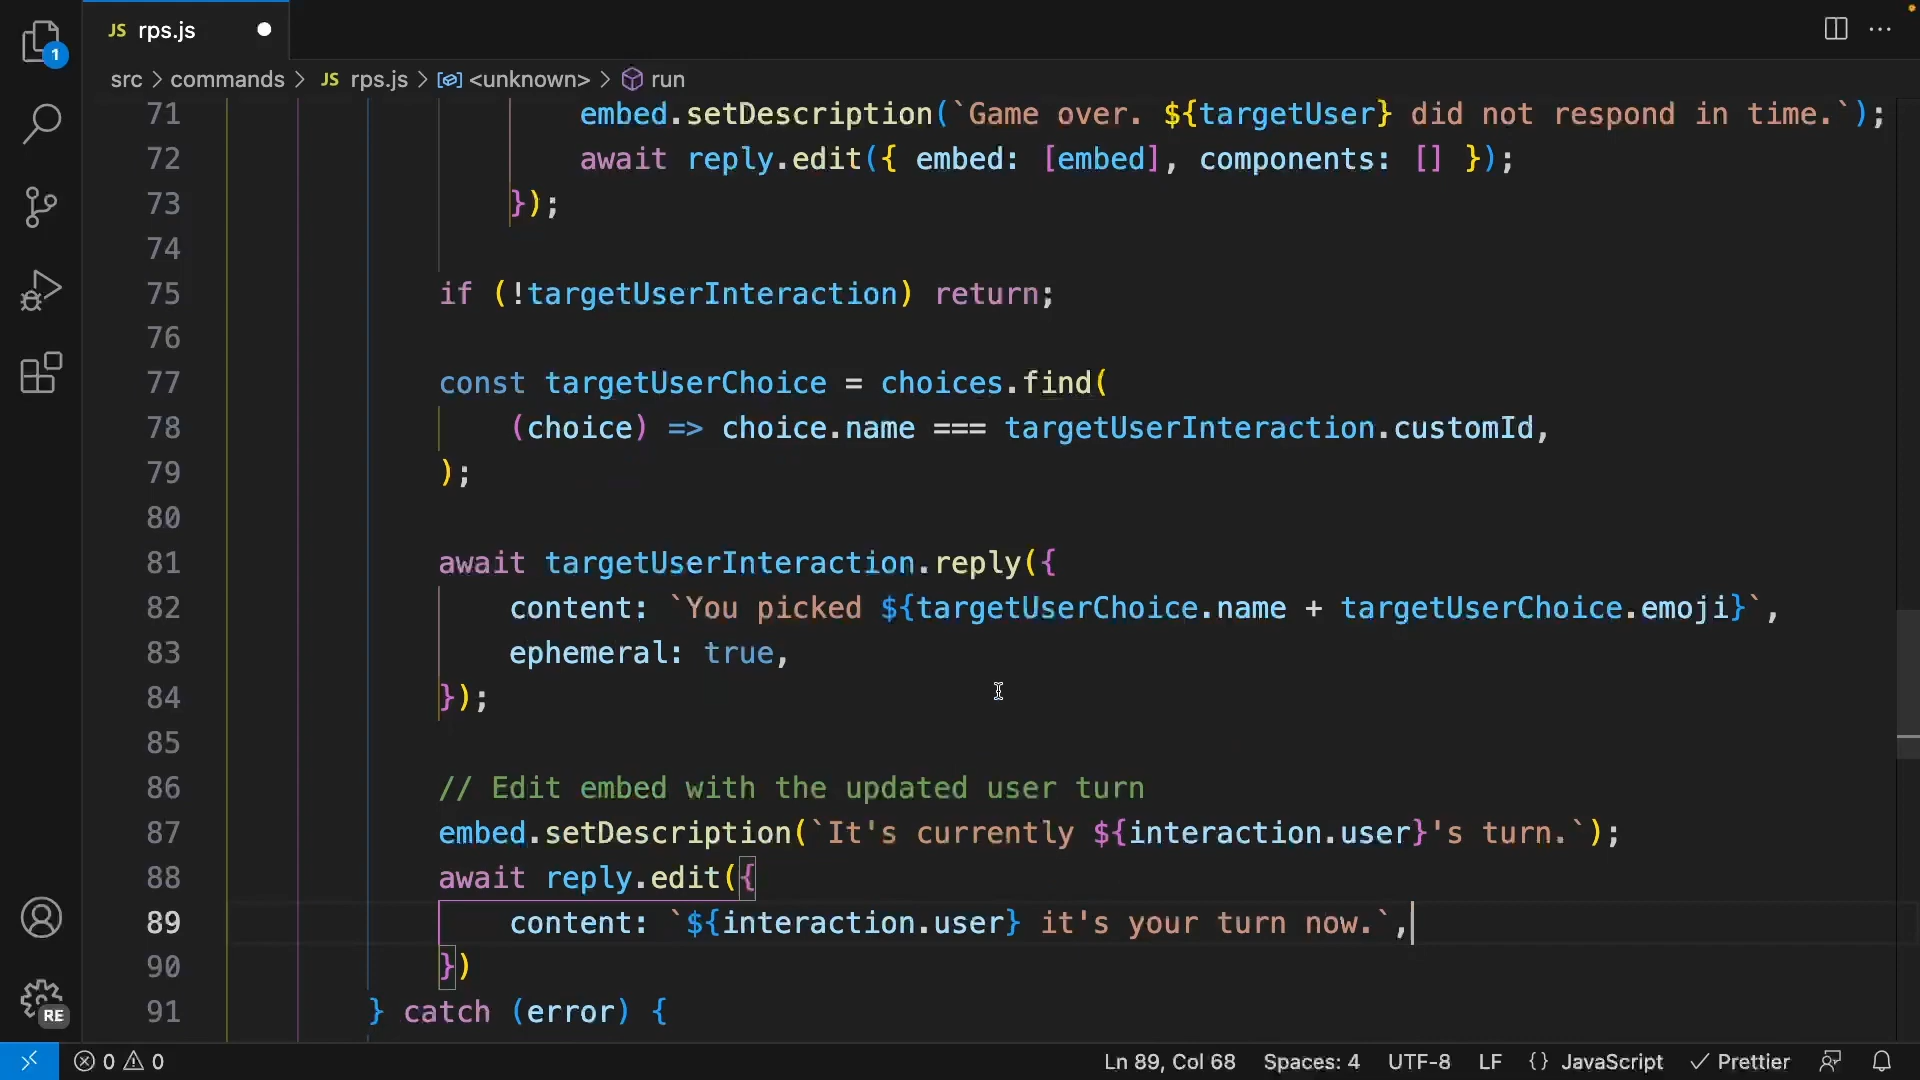 JS rps.js
1
src > commands > JS rps.js > <unknown> > run
71 embed.setDescription(`Game over. ${targetUser} did not respond in time.`);
72 await reply.edit({ embed: [embed], components: [] });
73 });
74
75 if (!targetUserInteraction) return;
76
77 const targetUserChoice = choices.find(
78 (choice) => choice.name === targetUserInteraction.customId,
79 );
80
81 await targetUserInteraction.reply({
82 content: `You picked ${targetUserChoice.name + targetUserChoice.emoji}`,
83 ephemeral: true,
84 });
85
86 // Edit embed with the updated user turn
87 embed.setDescription(`It's currently ${interaction.user}'s turn.`);
88 await reply.edit({
89 content: `${interaction.user} it's your turn now.`,
90 })
91 } catch (error) {
RE
0 0 Ln 89, Col 68 Spaces: 4 UTF-8 LF {} JavaScript ✓ Prettier